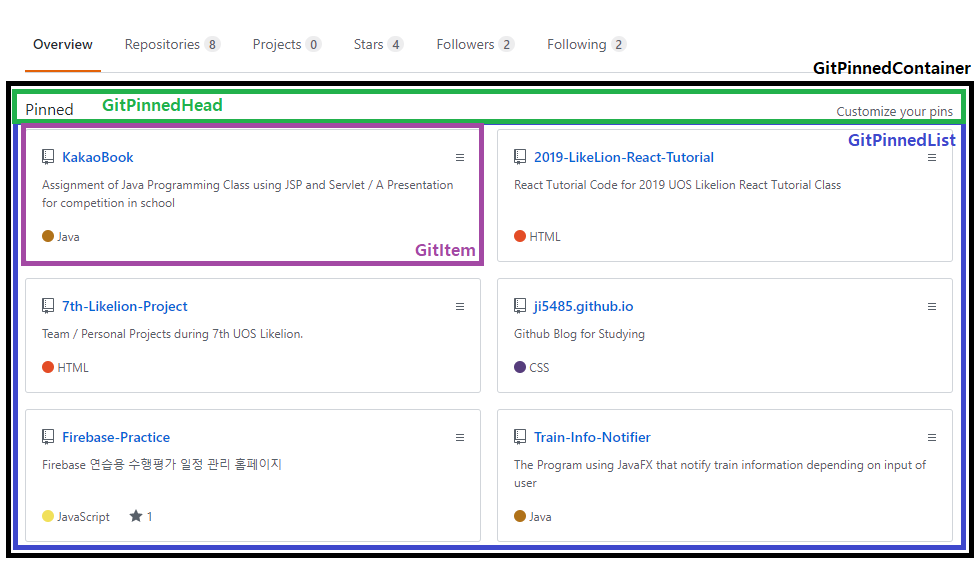 Overview Repositories 8 Projects 0 Stars 4 Followers 2 Following 2
GitPinnedContainer
Pinned GitPinnedHead Customize your pins
GitPinnedList
KakaoBook
Assignment of Java Programming Class using JSP and Servlet / A Presentation
for competition in school
Java
GitItem
2019-LikeLion-React-Tutorial
React Tutorial Code for 2019 UOS Likelion React Tutorial Class
HTML
7th-Likelion-Project
Team / Personal Projects during 7th UOS Likelion.
HTML
ji5485.github.io
Github Blog for Studying
CSS
Firebase-Practice
Firebase 연습용 수행평가 일정 관리 홈페이지
JavaScript 1
Train-Info-Notifier
The Program using JavaFX that notify train information depending on input of
user
Java